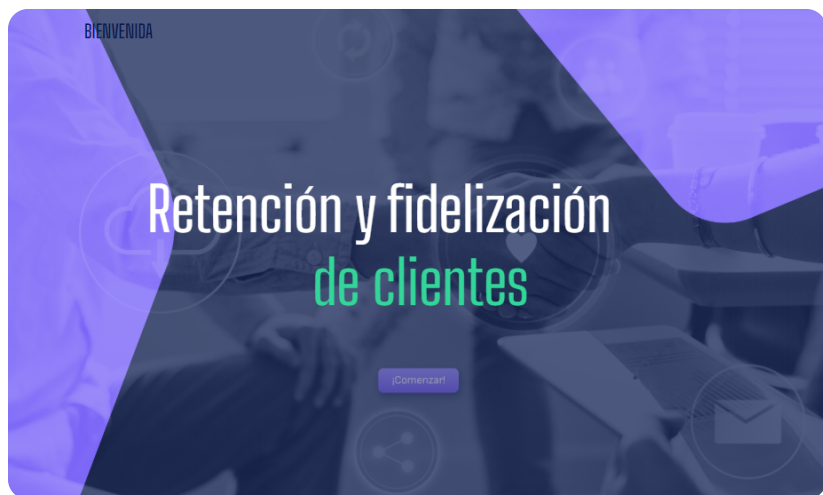 BIENVENIDA
Retención y fidelización
de clientes
¡Comenzar!